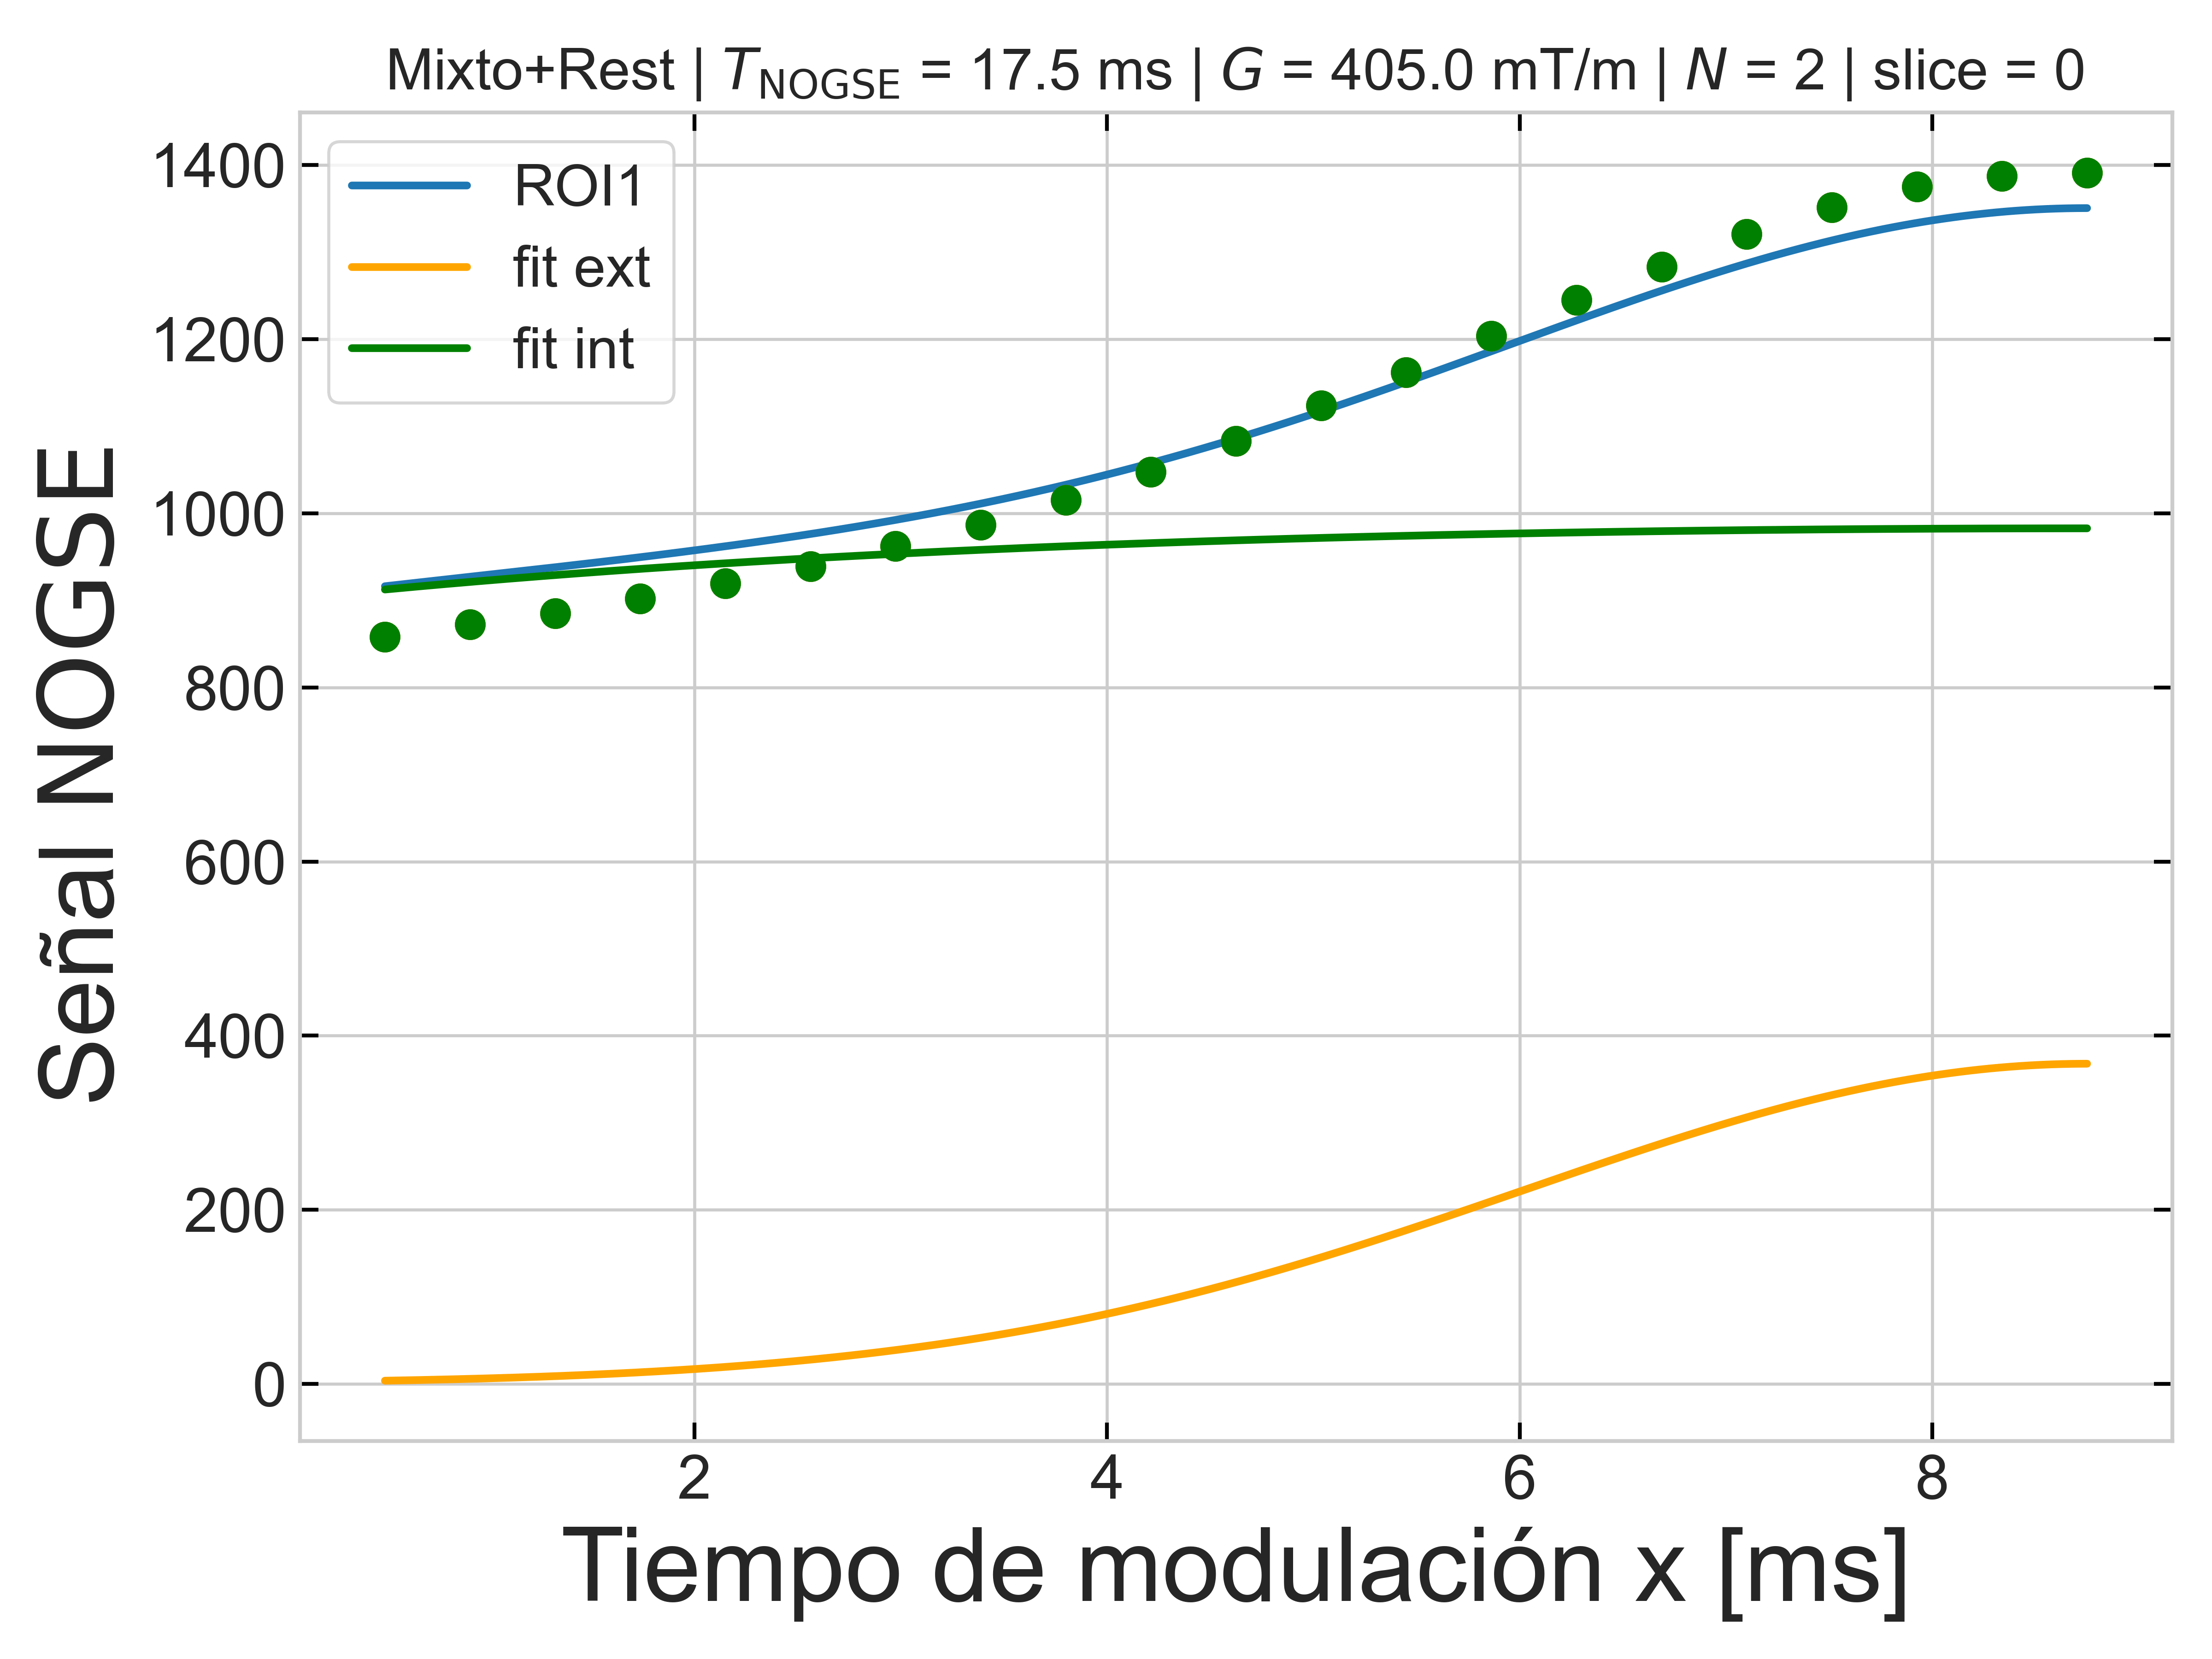 Mixto+Rest | T_NOGSE = 17.5 ms | G = 405.0 mT/m | N = 2 | slice = 0
ROI1
fit ext
fit int
Señal NOGSE
1400
1200
1000
800
600
400
200
0
2 4 6 8
Tiempo de modulación x [ms]